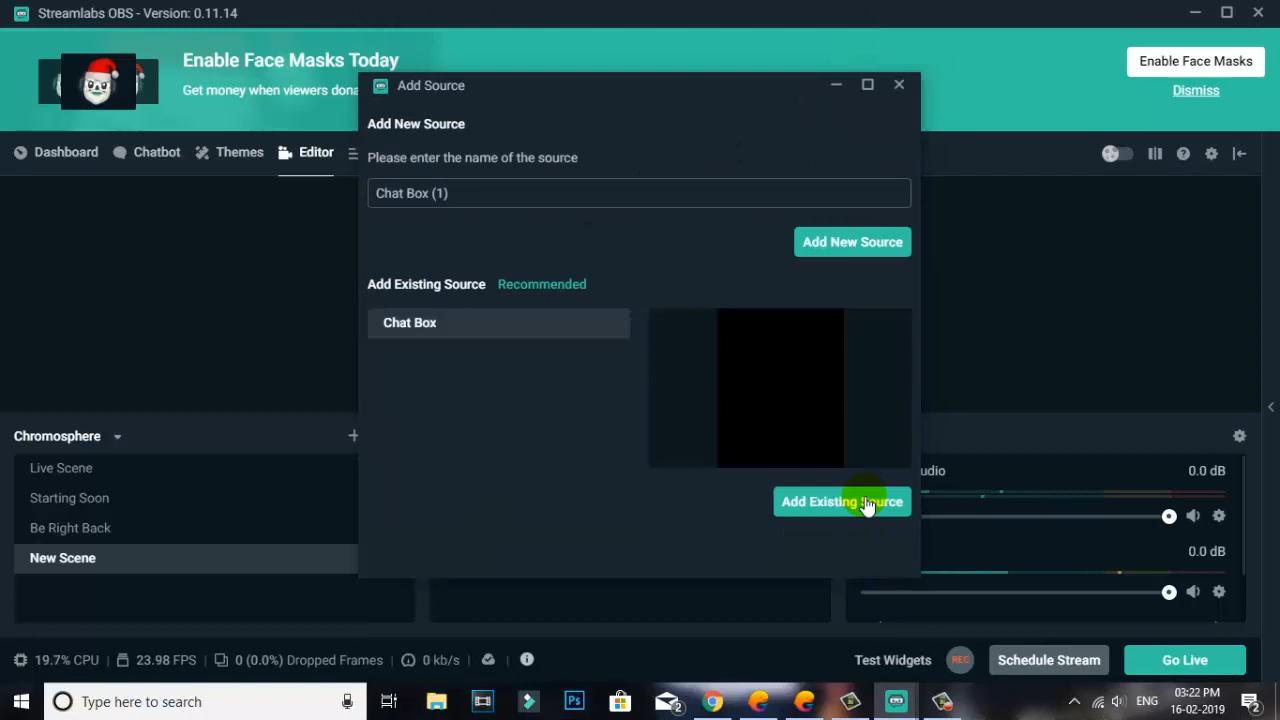 Streamlabs OBS - Version: 0.11.14
Enable Face Masks Today
Get money when viewers dona
Enable Face Masks
Dismiss
Add Source
Add New Source
Please enter the name of the source
Chat Box (1)
Add New Source
Dashboard Chatbot Themes Editor
Add Existing Source Recommended
Chat Box
Add Existing Source
Chromosphere
Live Scene
Starting Soon
Be Right Back
New Scene
udio 0.0 dB
0.0 dB
19.7% CPU 23.98 FPS 0 (0.0%) Dropped Frames 0 kb/s
Test Widgets REC Schedule Stream Go Live
Type here to search
Ps
2
ENG
03:22 PM
16-02-2019
2